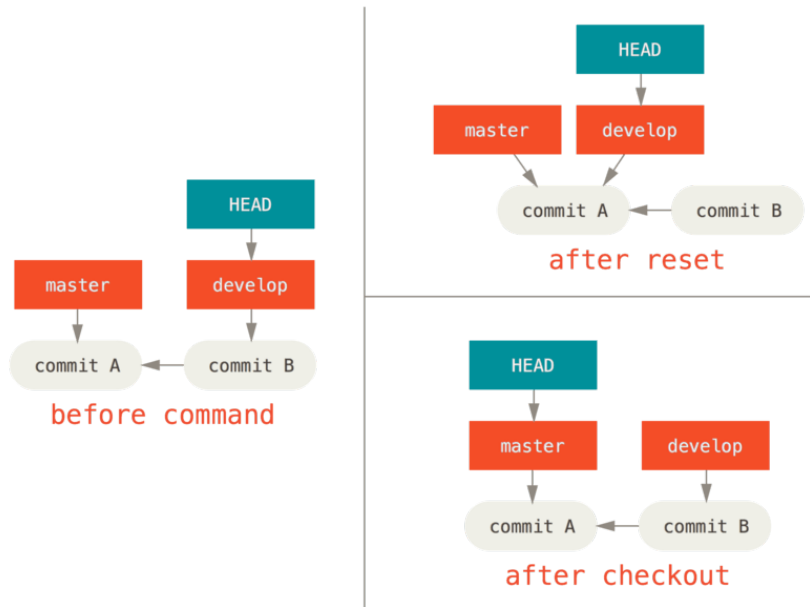 HEAD
master
develop
commit A
commit B
before command
HEAD
master
develop
commit A
commit B
after reset
HEAD
master
develop
commit A
commit B
after checkout